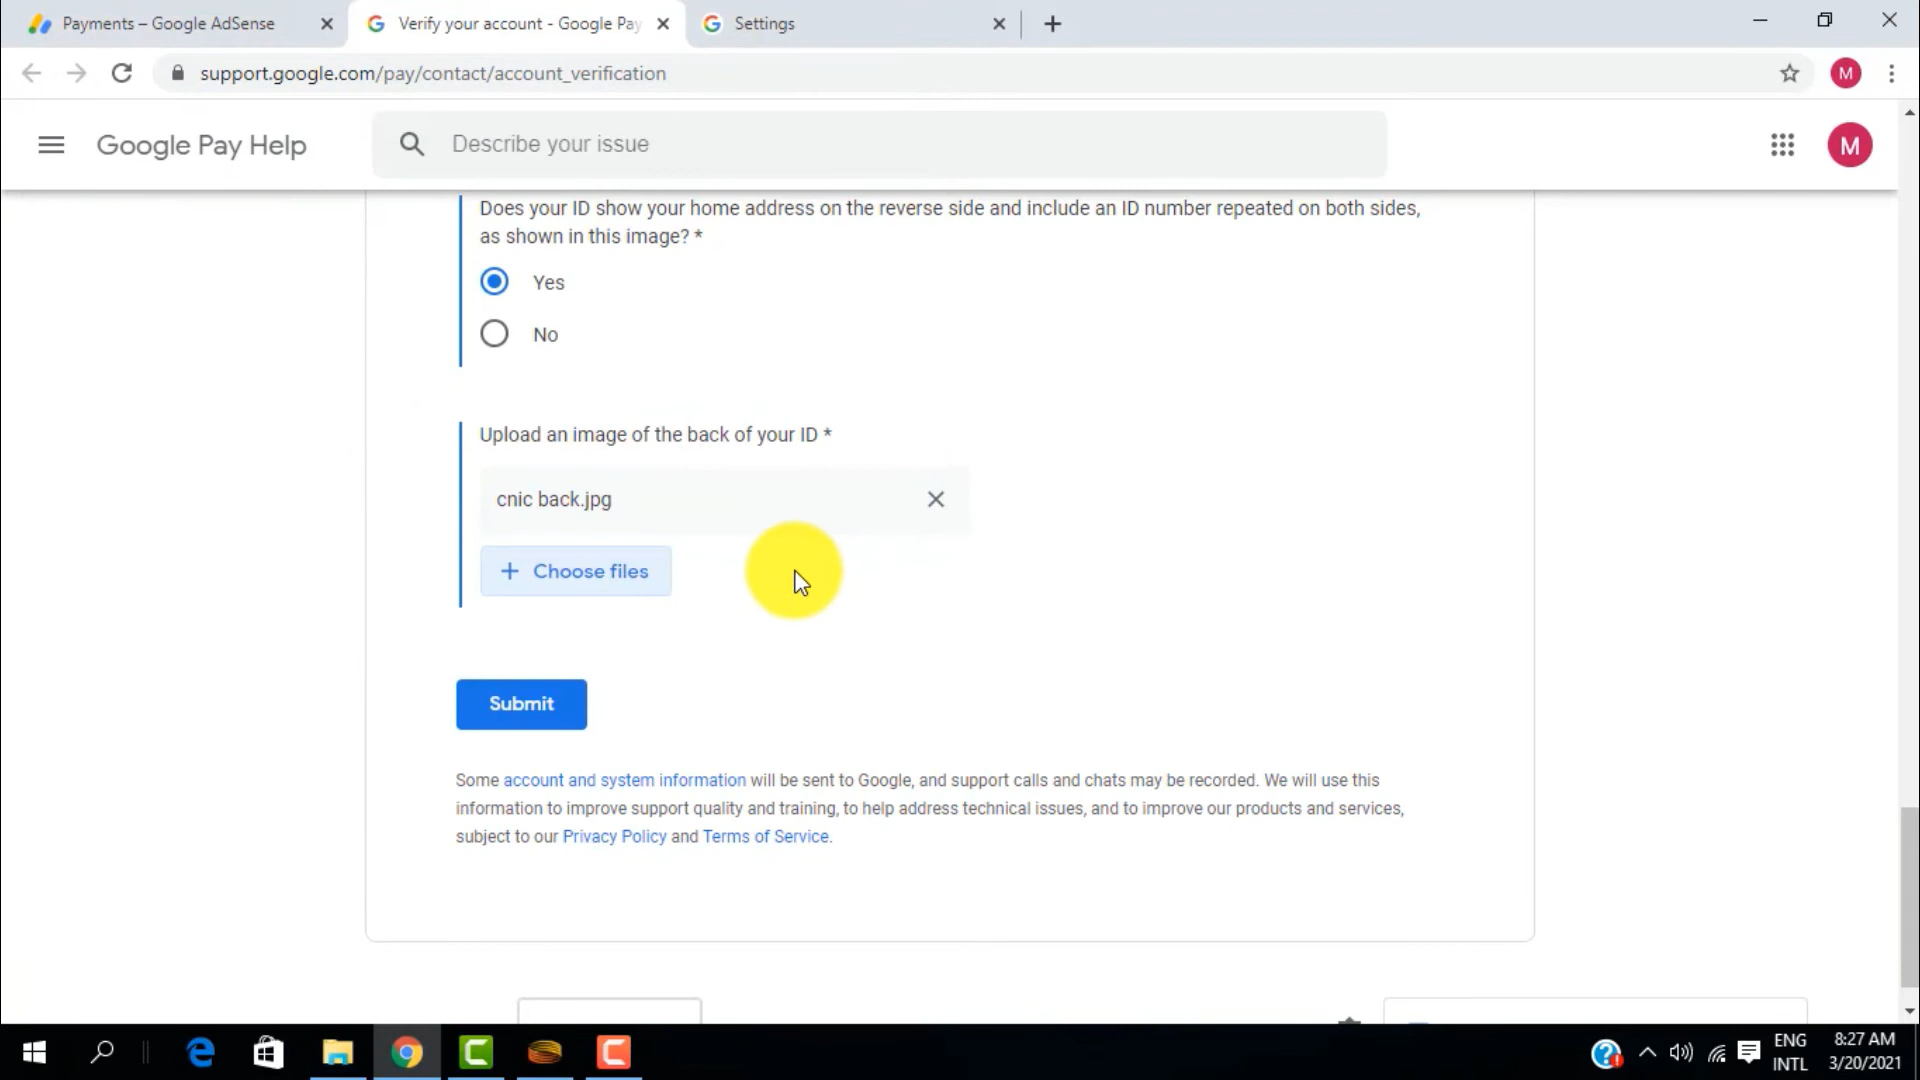 Payments – Google AdSense
Verify your account - Google Pay
Settings
support.google.com/pay/contact/account_verification
M
Google Pay Help
Describe your issue
M
Does your ID show your home address on the reverse side and include an ID number repeated on both sides,
as shown in this image? *
Yes
No
Upload an image of the back of your ID *
cnic back.jpg
+ Choose files
Submit
Some account and system information will be sent to Google, and support calls and chats may be recorded. We will use this
information to improve support quality and training, to help address technical issues, and to improve our products and services,
subject to our Privacy Policy and Terms of Service.
ENG
INTL
8:27 AM
3/20/2021